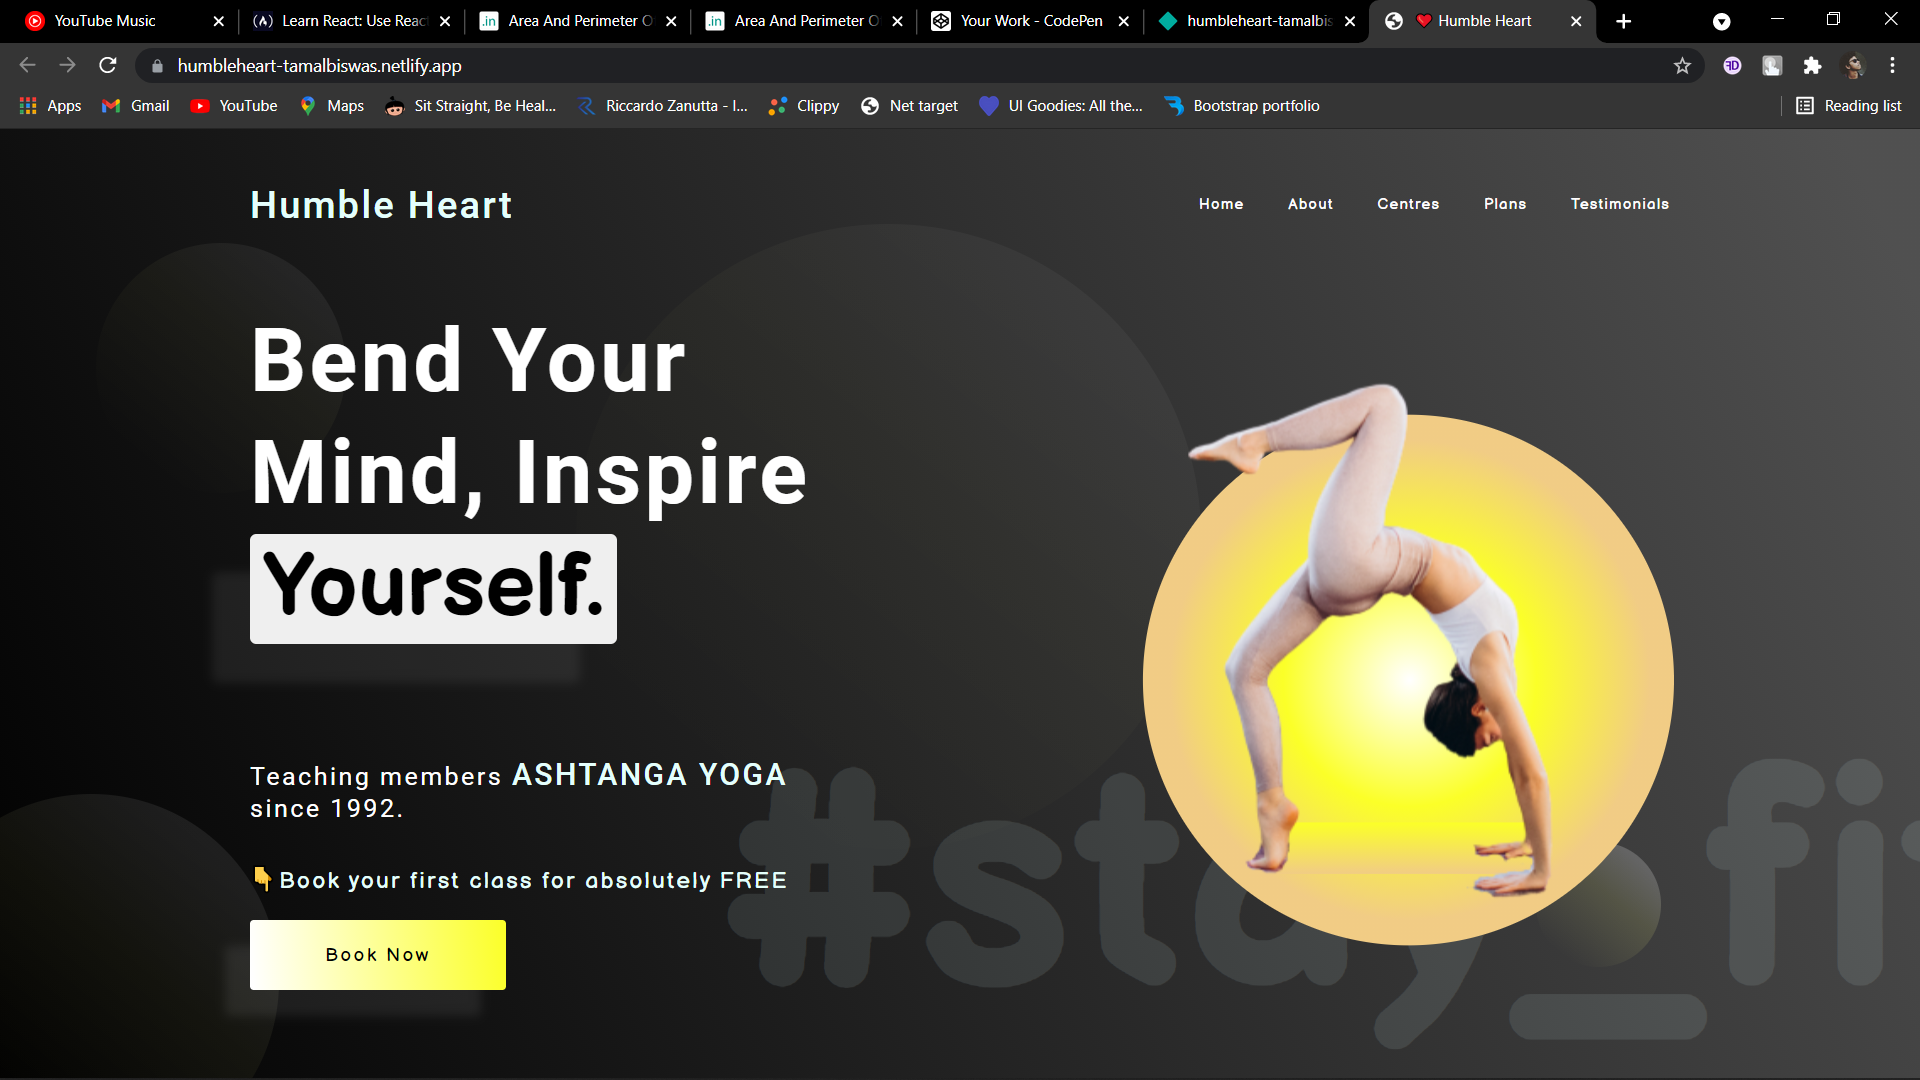 YouTube Music
Learn React: Use Reac
Area And Perimeter O
Area And Perimeter O
Your Work - CodePen
humbleheart-tamalbis
Humble Heart
humbleheart-tamalbiswas.netlify.app
Apps
Gmail
YouTube
Maps
Sit Straight, Be Heal...
Riccardo Zanutta - I...
Clippy
Net target
UI Goodies: All the...
Bootstrap portfolio
Reading list
Humble Heart
Home
About
Centres
Plans
Testimonials
Bend Your
Mind, Inspire
Yourself.
Teaching members ASHTANGA YOGA
since 1992.
👇Book your first class for absolutely FREE
Book Now
#stay_fi